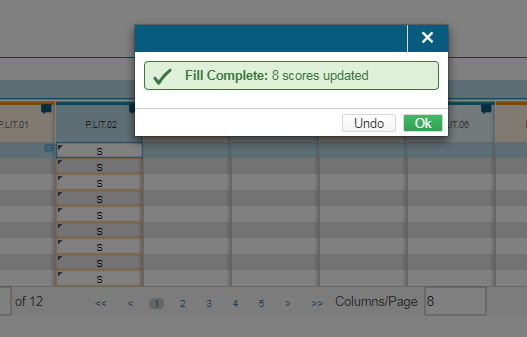 ×
Fill Complete: 8 scores updated
Undo Ok
P.LIT.01 P.LIT.02 LIT.06
S
S
S
S
S
S
S
S
S
of 12 << < 1 2 3 4 5 > >> Columns/Page 8